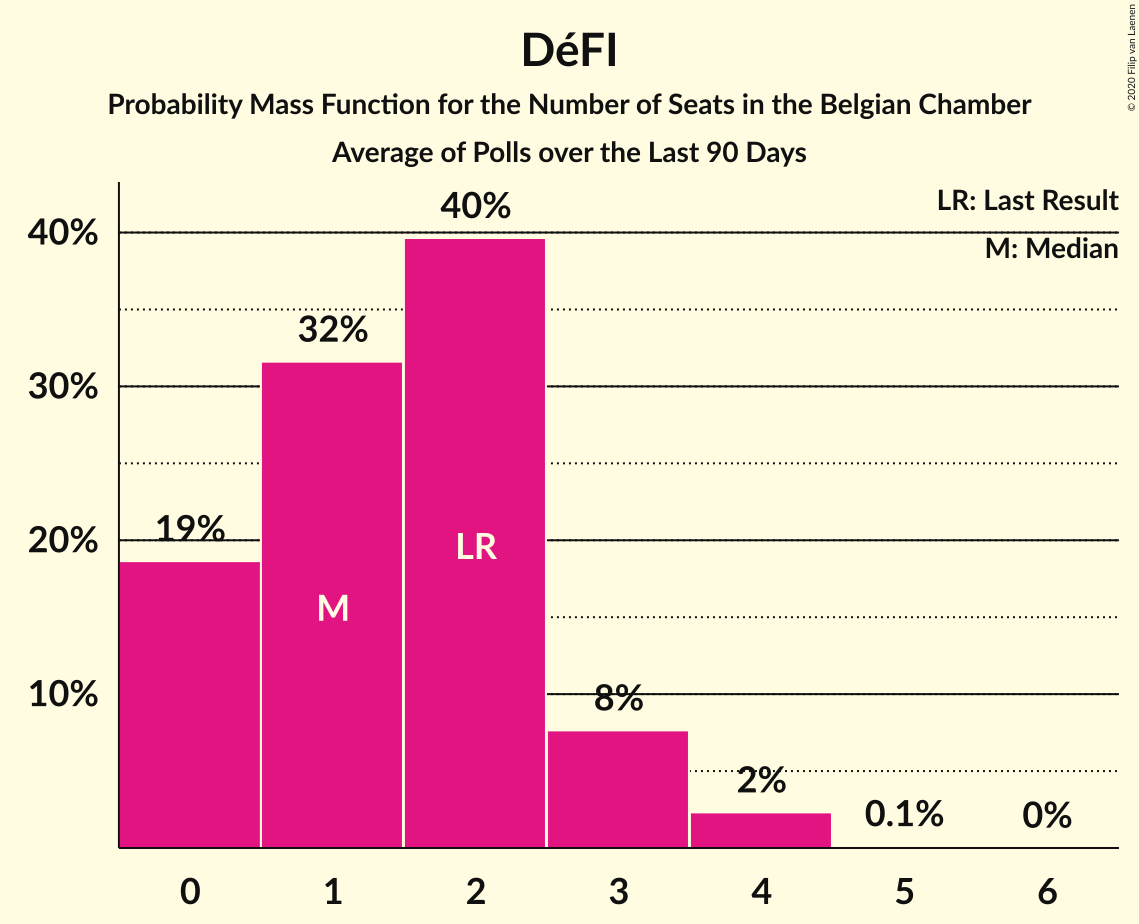 DéFI
Probability Mass Function for the Number of Seats in the Belgian Chamber
Average of Polls over the Last 90 Days
© 2020 Filip van Laenen
LR: Last Result
M: Median
40%
30%
20%
10%
19%
32%
40%
8%
2%
0.1%
0%
M
LR
0 1 2 3 4 5 6